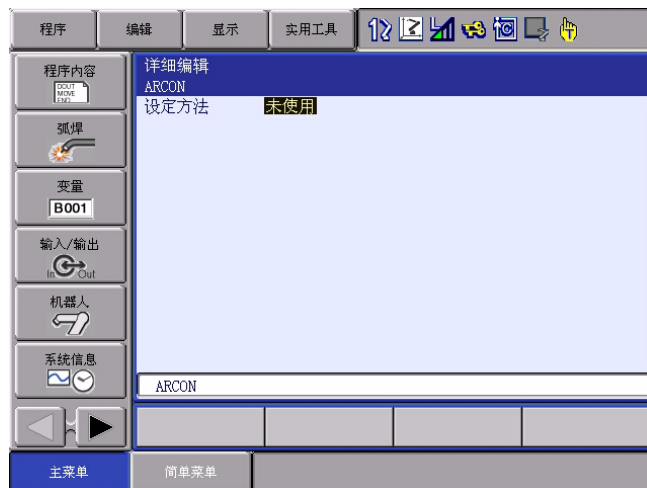 程序 编辑 显示 实用工具
程序内容
DOUT
MOVE
END
弧焊
变量
B001
输入/输出
In Out
机器人
系统信息
详细编辑
ARCON
设定方法 未使用
ARCON
主菜单 简单菜单